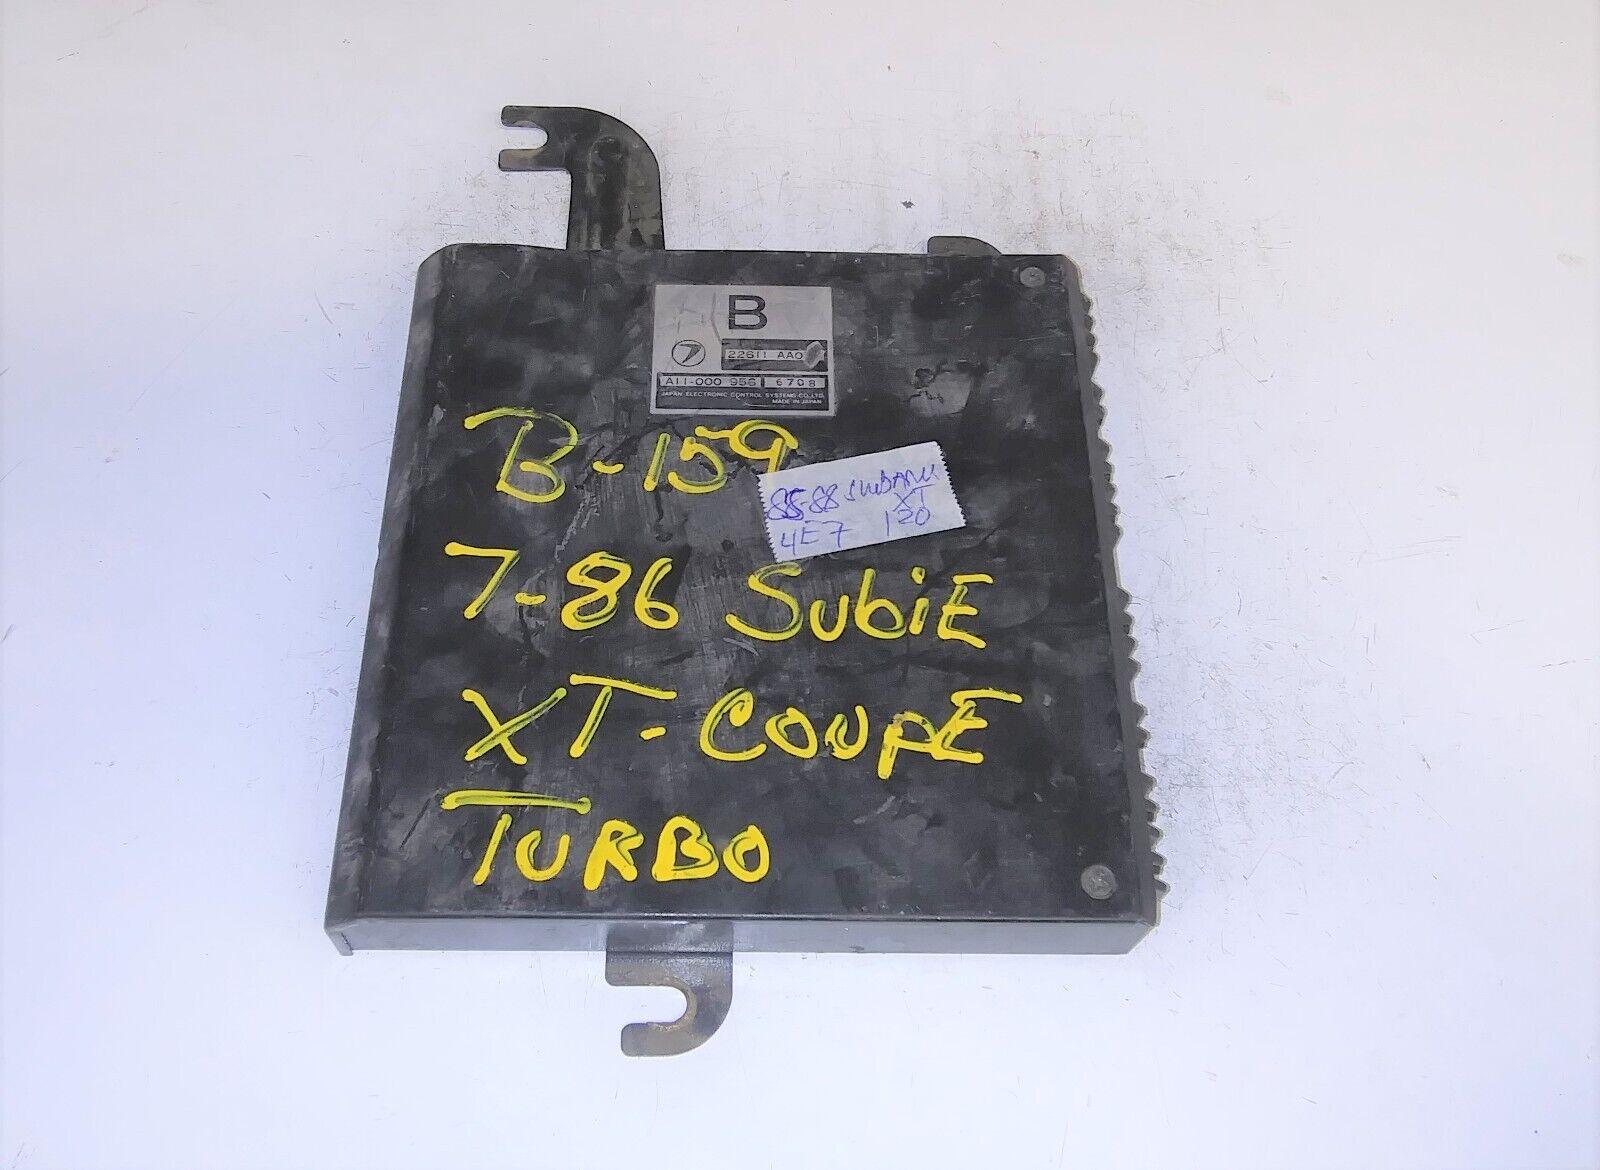 B
22611 AA0
A11-000 956 6708
JAPAN ELECTRONIC CONTROL SYSTEMS CO.,LTD.
MADE IN JAPAN
B-159
85-88 SUBARU
XT
4E7 120
7-86 SUBiE
XT-COUPE
TURBO